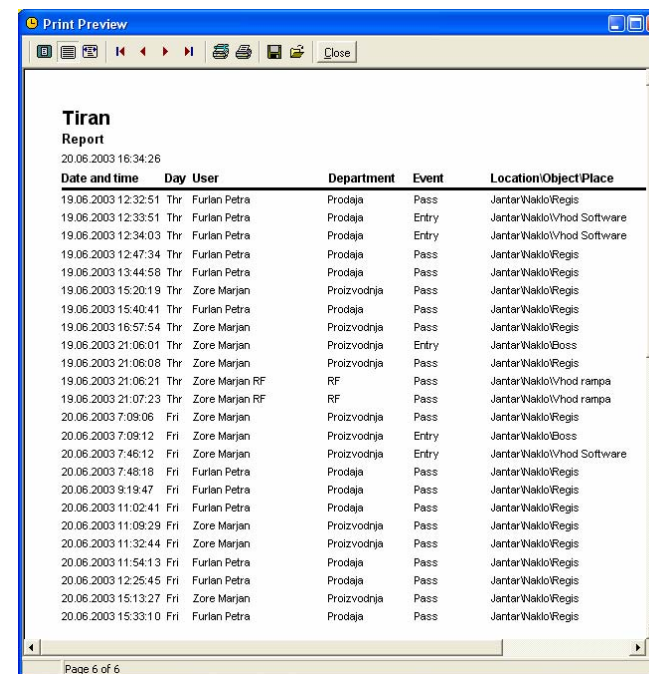 Print Preview
Close
Tiran
Report
20.06.2003 16:34:26
Date and time Day User Department Event Location\Object\Place
19.06.2003 12:32:51 Thr Furlan Petra Prodaja Pass Jantar\Naklo\Regis
19.06.2003 12:33:51 Thr Furlan Petra Prodaja Entry Jantar\Naklo\Vhod Software
19.06.2003 12:34:03 Thr Furlan Petra Prodaja Entry Jantar\Naklo\Vhod Software
19.06.2003 12:47:34 Thr Furlan Petra Prodaja Pass Jantar\Naklo\Regis
19.06.2003 13:44:58 Thr Furlan Petra Prodaja Pass Jantar\Naklo\Regis
19.06.2003 15:20:19 Thr Zore Marjan Proizvodnja Pass Jantar\Naklo\Regis
19.06.2003 15:40:41 Thr Furlan Petra Prodaja Pass Jantar\Naklo\Regis
19.06.2003 16:57:54 Thr Zore Marjan Proizvodnja Pass Jantar\Naklo\Regis
19.06.2003 21:06:01 Thr Zore Marjan Proizvodnja Entry Jantar\Naklo\Boss
19.06.2003 21:06:08 Thr Zore Marjan Proizvodnja Pass Jantar\Naklo\Regis
19.06.2003 21:06:21 Thr Zore Marjan RF RF Pass Jantar\Naklo\Vhod rampa
19.06.2003 21:07:23 Thr Zore Marjan RF RF Pass Jantar\Naklo\Vhod rampa
20.06.2003 7:09:06 Fri Zore Marjan Proizvodnja Pass Jantar\Naklo\Regis
20.06.2003 7:09:12 Fri Zore Marjan Proizvodnja Entry Jantar\Naklo\Boss
20.06.2003 7:46:12 Fri Zore Marjan Proizvodnja Entry Jantar\Naklo\Vhod Software
20.06.2003 7:48:18 Fri Furlan Petra Prodaja Pass Jantar\Naklo\Regis
20.06.2003 9:19:47 Fri Furlan Petra Prodaja Pass Jantar\Naklo\Regis
20.06.2003 11:02:41 Fri Furlan Petra Prodaja Pass Jantar\Naklo\Regis
20.06.2003 11:09:29 Fri Zore Marjan Proizvodnja Pass Jantar\Naklo\Regis
20.06.2003 11:32:44 Fri Zore Marjan Proizvodnja Pass Jantar\Naklo\Regis
20.06.2003 11:54:13 Fri Furlan Petra Prodaja Pass Jantar\Naklo\Regis
20.06.2003 12:25:45 Fri Furlan Petra Prodaja Pass Jantar\Naklo\Regis
20.06.2003 15:13:27 Fri Zore Marjan Proizvodnja Pass Jantar\Naklo\Regis
20.06.2003 15:33:10 Fri Furlan Petra Prodaja Pass Jantar\Naklo\Regis
Page 6 of 6